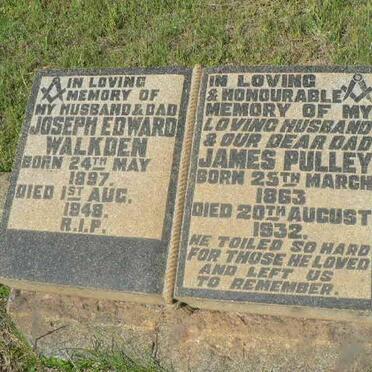 IN LOVING
MEMORY OF
MY HUSBAND & DAD
JOSEPH EDWARD
WALKDEN
BORN 24TH MAY
1897.
DIED 1ST AUG.
1948.
R.I.P.
IN LOVING
& HONOURABLE
MEMORY OF MY
LOVING HUSBAND
& OUR DEAR DAD
JAMES PULLEY
BORN 25TH MARCH
1863
DIED 20TH AUGUST
1932.
HE TOILED SO HARD
FOR THOSE HE LOVED
AND LEFT US
TO REMEMBER.